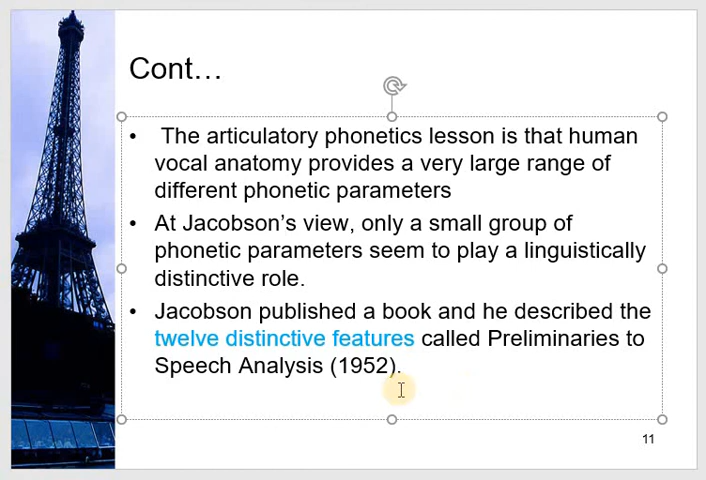 Cont…
• The articulatory phonetics lesson is that human
vocal anatomy provides a very large range of
different phonetic parameters
• At Jacobson’s view, only a small group of
phonetic parameters seem to play a linguistically
distinctive role.
• Jacobson published a book and he described the
twelve distinctive features called Preliminaries to
Speech Analysis (1952).
11